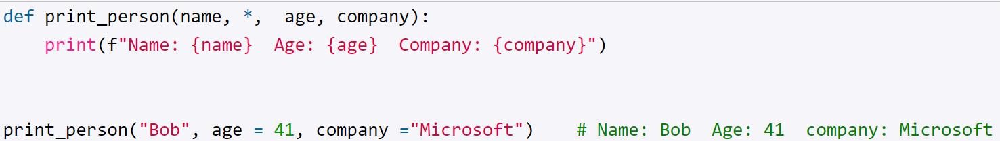 def print_person(name, *,  age, company):
    print(f"Name: {name}  Age: {age}  Company: {company}")
print_person("Bob", age = 41, company ="Microsoft")    # Name: Bob  Age: 41  company: Microsoft